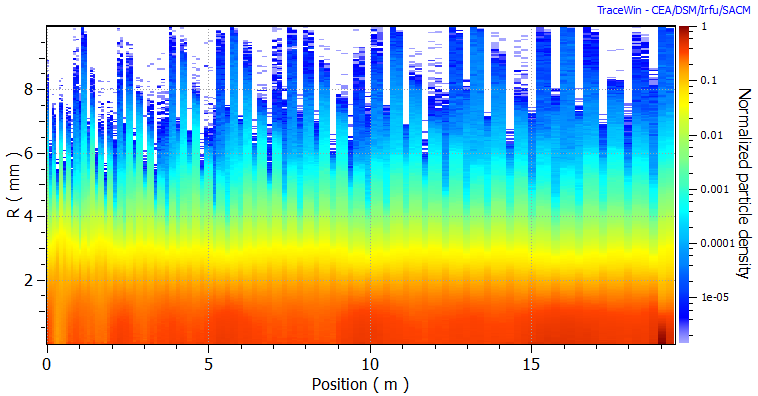 TraceWin - CEA/DSM/Irfu/SACM
R ( mm )
8
6
4
2
0
5
10
15
Position ( m )
1
0.1
0.01
0.001
0.0001
1e-05
Normalized particle density